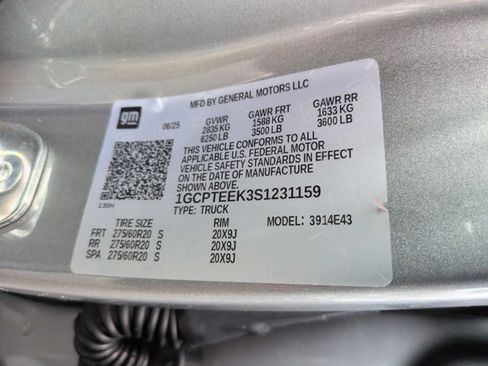 MFD BY GENERAL MOTORS LLC
gm
06/25 GVWR GAWR FRT GAWR RR
2835 KG 1588 KG 1633 KG
6250 LB 3500 LB 3600 LB
THIS VEHICLE CONFORMS TO ALL
APPLICABLE U.S. FEDERAL MOTOR
VEHICLE SAFETY STANDARDS IN EFFECT
ON THE DATE OF MANUFACTURE
SHOWN ABOVE.
1GCPTEEK3S1231159
TYPE: TRUCK MODEL: 3914E43
TIRE SIZE RIM
FRT 275/60R20 S 20X9J
RR 275/60R20 S 20X9J
SPA 275/60R20 S 20X9J